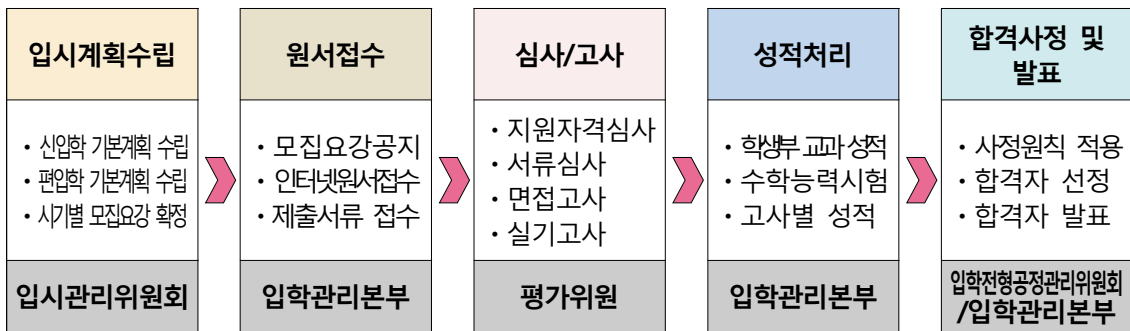 입시계획수립
· 신입학 기본계획 수립
· 편입학 기본계획 수립
· 시기별 모집요강 확정
입시관리위원회
원서접수
· 모집요강공지
· 인터넷원서접수
· 제출서류 접수
입학관리본부
심사/고사
· 지원자격심사
· 서류심사
· 면접고사
· 실기고사
평가위원
성적처리
· 학생부 교과 성적
· 수학능력시험
· 고사별 성적
입학관리본부
합격사정 및
발표
· 사정원칙 적용
· 합격자 선정
· 합격자 발표
입학전형공정관리위원회
/입학관리본부